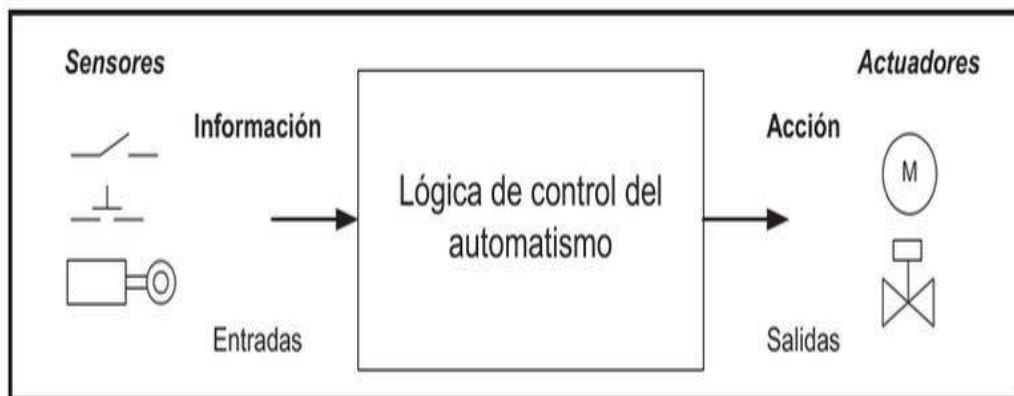 Sensores
Actuadores
Información
Acción
M
Lógica de control del
automatismo
Entradas
Salidas